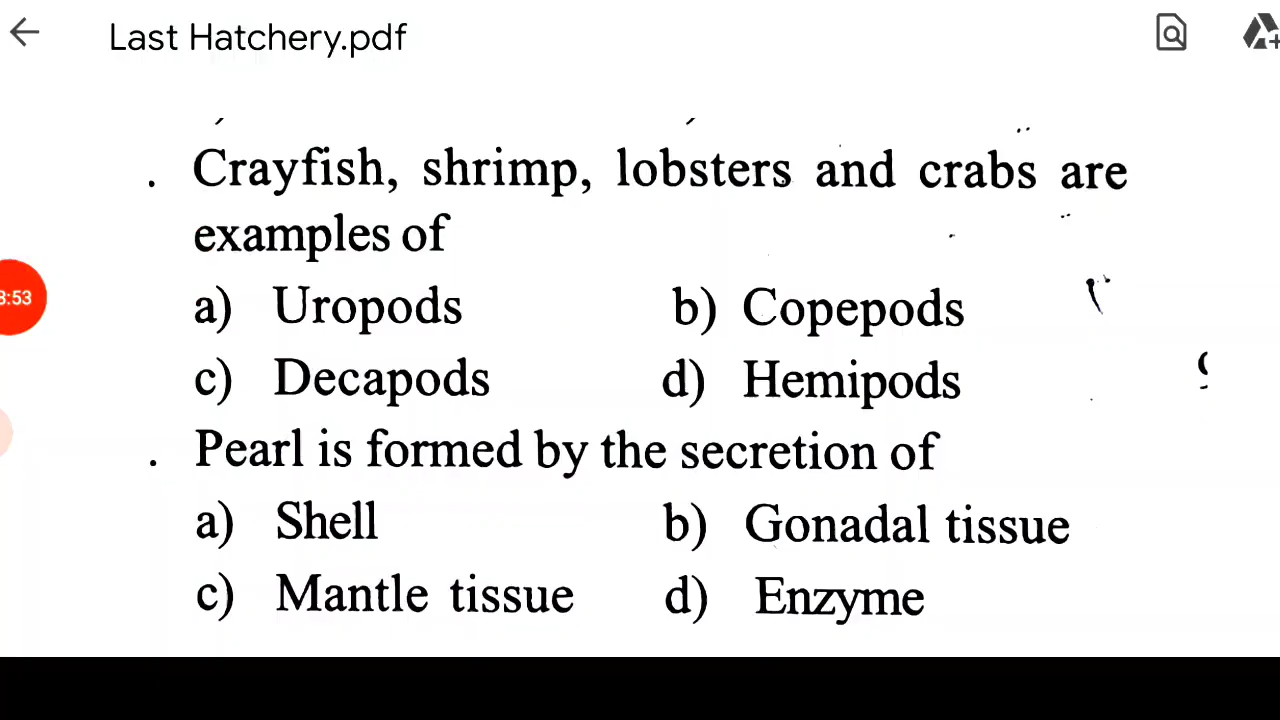 Last Hatchery.pdf
. Crayfish, shrimp, lobsters and crabs are
examples of
a) Uropods b) Copepods
3:53
c) Decapods d) Hemipods
. Pearl is formed by the secretion of
a) Shell b) Gonadal tissue
c) Mantle tissue d) Enzyme